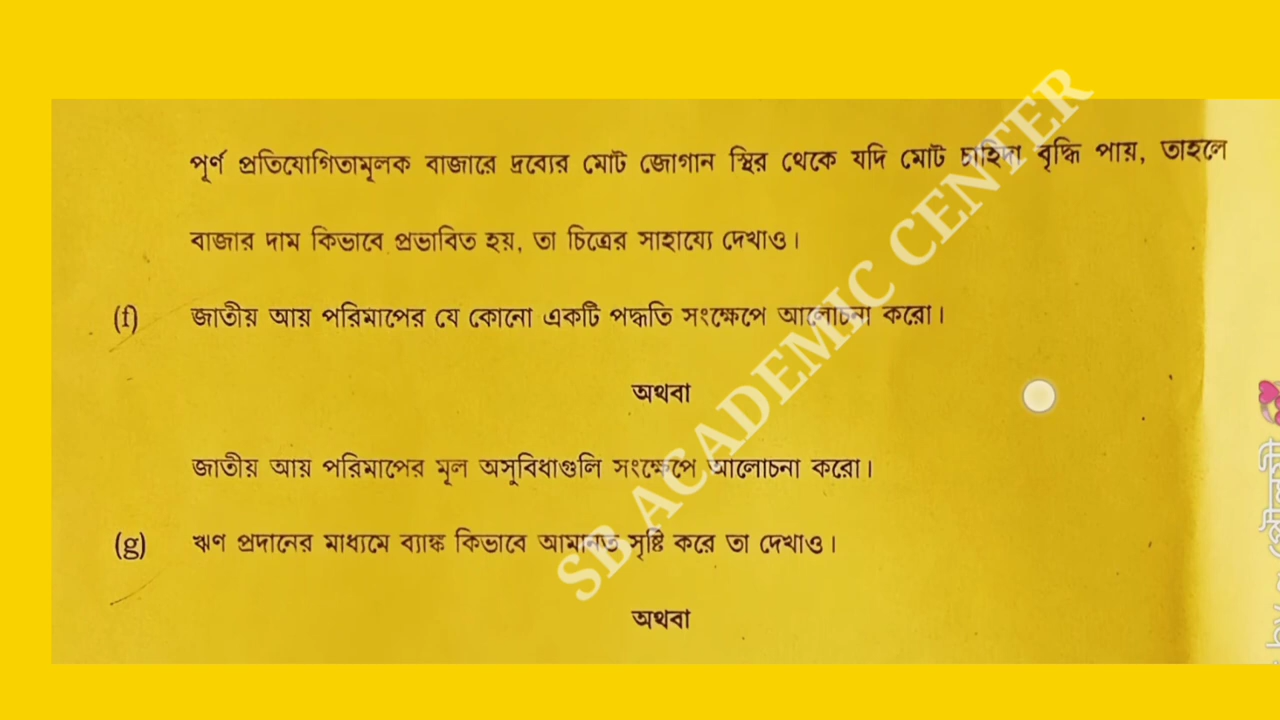 পূর্ণ প্রতিযোগিতামূলক বাজারে দ্রব্যের মোট জোগান স্থির থেকে যদি মোট চাহিদা বৃদ্ধি পায়, তাহলে
বাজার দাম কিভাবে প্রভাবিত হয়, তা চিত্রের সাহায্যে দেখাও।
(f) জাতীয় আয় পরিমাপের যে কোনো একটি পদ্ধতি সংক্ষেপে আলোচনা করো।
অথবা
জাতীয় আয় পরিমাপের মূল অসুবিধাগুলি সংক্ষেপে আলোচনা করো।
(g) ঋণ প্রদানের মাধ্যমে ব্যাঙ্ক কিভাবে আমানত সৃষ্টি করে তা দেখাও।
অথবা
SB ACADEMIC CENTER